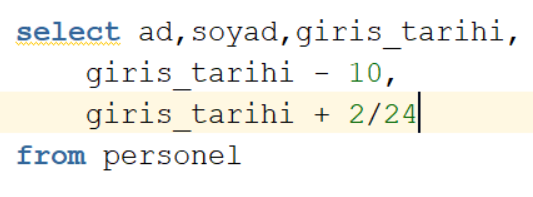 select ad,soyad,giris_tarihi,
giris_tarihi - 10,
giris_tarihi + 2/24
from personel